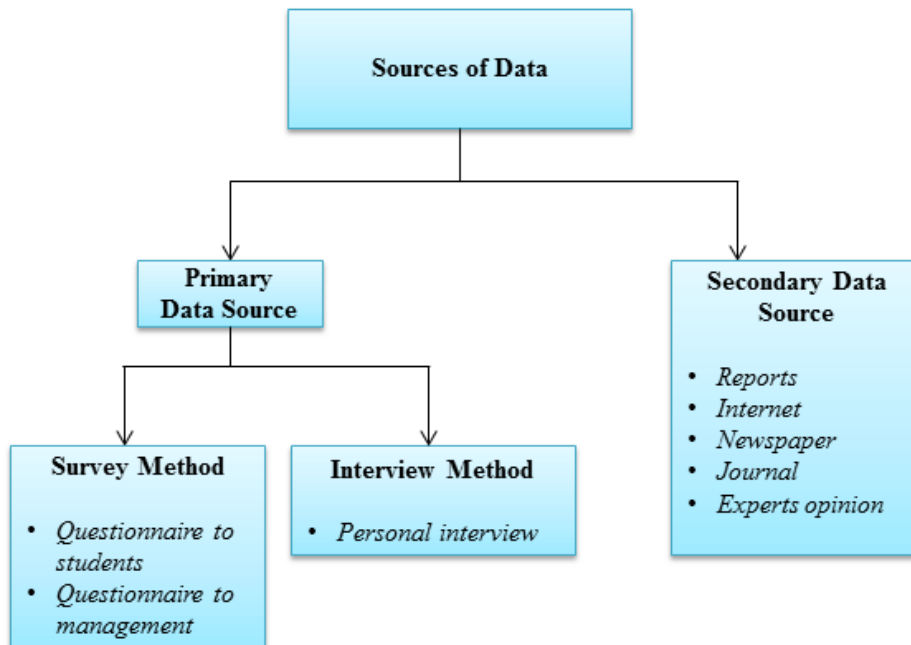 Sources of Data
Primary
Data Source
Secondary Data
Source
• Reports
• Internet
• Newspaper
• Journal
• Experts opinion
Survey Method
• Questionnaire to
students
• Questionnaire to
management
Interview Method
• Personal interview